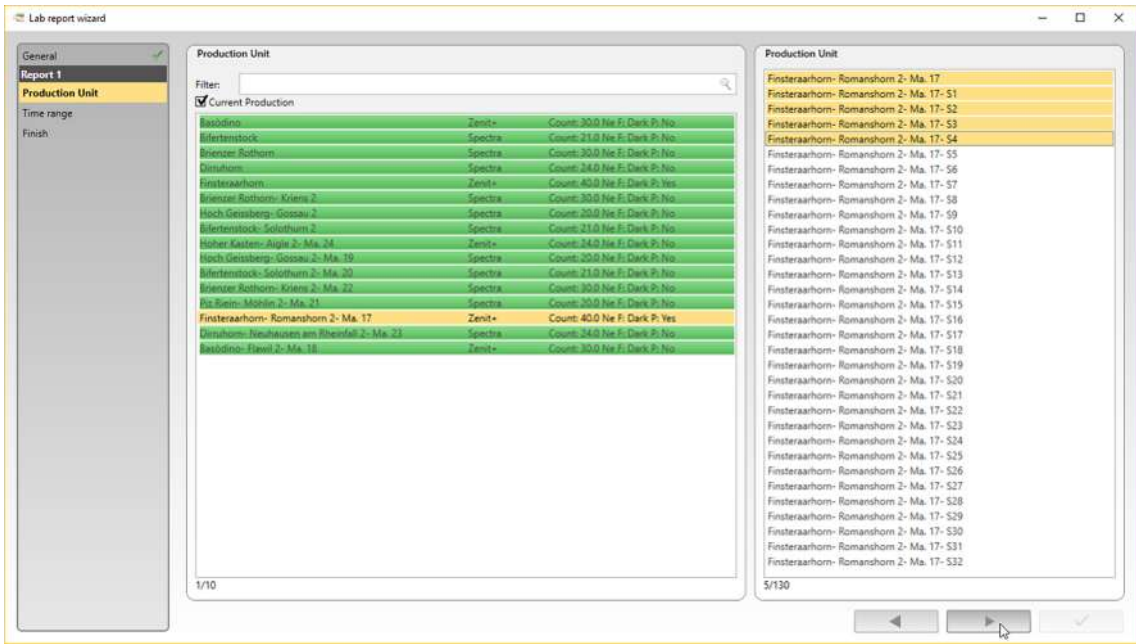 Lab report wizard
General
Report 1
Production Unit
Time range
Finish
Production Unit
Filter:
Current Production
Basòdino Zenit+ Count: 30.0 Ne F: Dark P: No
Bifertenstock Spectra Count: 21.0 Ne F: Dark P: No
Brienzer Rothorn Spectra Count: 30.0 Ne F: Dark P: No
Dirruhorn Spectra Count: 24.0 Ne F: Dark P: No
Finsteraarhorn Zenit+ Count: 40.0 Ne F: Dark P: Yes
Brienzer Rothorn- Kriens 2 Spectra Count: 30.0 Ne F: Dark P: No
Hoch Geissberg- Gossau 2 Spectra Count: 20.0 Ne F: Dark P: No
Bifertenstock- Solothurn 2 Spectra Count: 21.0 Ne F: Dark P: No
Hoher Kasten- Aigle 2- Ma. 24 Zenit+ Count: 24.0 Ne F: Dark P: No
Hoch Geissberg- Gossau 2- Ma. 19 Spectra Count: 20.0 Ne F: Dark P: No
Bifertenstock- Solothurn 2- Ma. 20 Spectra Count: 21.0 Ne F: Dark P: No
Brienzer Rothorn- Kriens 2- Ma. 22 Spectra Count: 30.0 Ne F: Dark P: No
Piz Riein- Möhlin 2- Ma. 21 Spectra Count: 20.0 Ne F: Dark P: No
Finsteraarhorn- Romanshorn 2- Ma. 17 Zenit+ Count: 40.0 Ne F: Dark P: Yes
Dirruhorn- Neuhausen am Rheinfall 2- Ma. 23 Spectra Count: 24.0 Ne F: Dark P: No
Basòdino- Flawil 2- Ma. 18 Zenit+ Count: 30.0 Ne F: Dark P: No
1/10
Production Unit
Finsteraarhorn- Romanshorn 2- Ma. 17
Finsteraarhorn- Romanshorn 2- Ma. 17- S1
Finsteraarhorn- Romanshorn 2- Ma. 17- S2
Finsteraarhorn- Romanshorn 2- Ma. 17- S3
Finsteraarhorn- Romanshorn 2- Ma. 17- S4
Finsteraarhorn- Romanshorn 2- Ma. 17- S5
Finsteraarhorn- Romanshorn 2- Ma. 17- S6
Finsteraarhorn- Romanshorn 2- Ma. 17- S7
Finsteraarhorn- Romanshorn 2- Ma. 17- S8
Finsteraarhorn- Romanshorn 2- Ma. 17- S9
Finsteraarhorn- Romanshorn 2- Ma. 17- S10
Finsteraarhorn- Romanshorn 2- Ma. 17- S11
Finsteraarhorn- Romanshorn 2- Ma. 17- S12
Finsteraarhorn- Romanshorn 2- Ma. 17- S13
Finsteraarhorn- Romanshorn 2- Ma. 17- S14
Finsteraarhorn- Romanshorn 2- Ma. 17- S15
Finsteraarhorn- Romanshorn 2- Ma. 17- S16
Finsteraarhorn- Romanshorn 2- Ma. 17- S17
Finsteraarhorn- Romanshorn 2- Ma. 17- S18
Finsteraarhorn- Romanshorn 2- Ma. 17- S19
Finsteraarhorn- Romanshorn 2- Ma. 17- S20
Finsteraarhorn- Romanshorn 2- Ma. 17- S21
Finsteraarhorn- Romanshorn 2- Ma. 17- S22
Finsteraarhorn- Romanshorn 2- Ma. 17- S23
Finsteraarhorn- Romanshorn 2- Ma. 17- S24
Finsteraarhorn- Romanshorn 2- Ma. 17- S25
Finsteraarhorn- Romanshorn 2- Ma. 17- S26
Finsteraarhorn- Romanshorn 2- Ma. 17- S27
Finsteraarhorn- Romanshorn 2- Ma. 17- S28
Finsteraarhorn- Romanshorn 2- Ma. 17- S29
Finsteraarhorn- Romanshorn 2- Ma. 17- S30
Finsteraarhorn- Romanshorn 2- Ma. 17- S31
Finsteraarhorn- Romanshorn 2- Ma. 17- S32
5/130